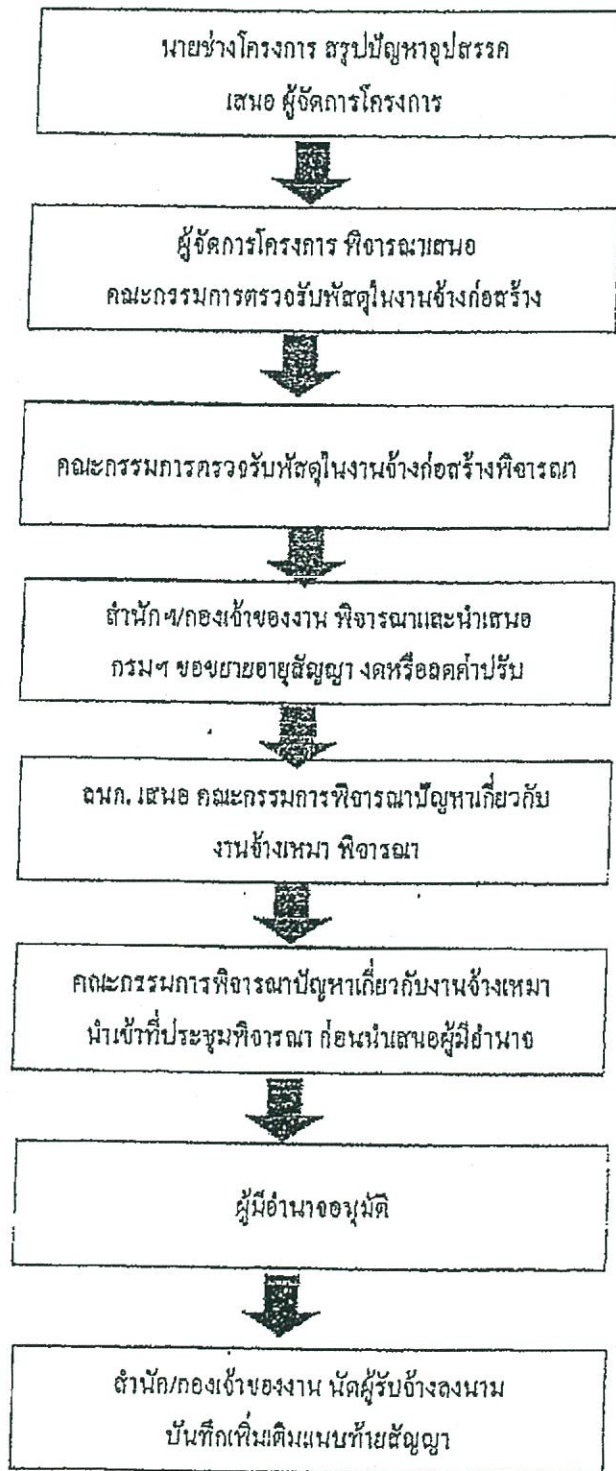 นายช่างโครงการ สรุปปัญหาอุปสรรค
เสนอ ผู้จัดการโครงการ
ผู้จัดการโครงการ พิจารณาเสนอ
คณะกรรมการตรวจรับพัสดุในงานจ้างก่อสร้าง
คณะกรรมการตรวจรับพัสดุในงานจ้างก่อสร้างพิจารณา
สำนักฯ/กองเจ้าของงาน พิจารณาและนำเสนอ
กรมฯ ขอขยายอายุสัญญา งดหรือลดค่าปรับ
ลนก. เสนอ คณะกรรมการพิจารณาปัญหาเกี่ยวกับ
งานจ้างเหมา พิจารณา
คณะกรรมการพิจารณาปัญหาเกี่ยวกับงานจ้างเหมา
นำเข้าที่ประชุมพิจารณา ก่อนนำเสนอผู้มีอำนาจ
ผู้มีอำนาจอนุมัติ
สำนัก/กองเจ้าของงาน นัดผู้รับจ้างลงนาม
บันทึกเพิ่มเติมแนบท้ายสัญญา